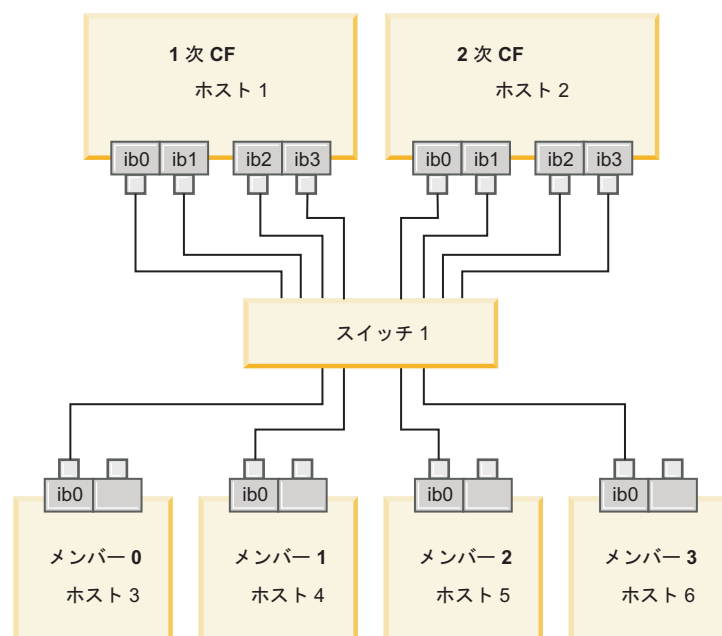 1 次 CF
ホスト 1
2 次 CF
ホスト 2
ib0 ib1 ib2 ib3
ib0 ib1 ib2 ib3
スイッチ 1
ib0
ib0
ib0
ib0
メンバー 0
ホスト 3
メンバー 1
ホスト 4
メンバー 2
ホスト 5
メンバー 3
ホスト 6